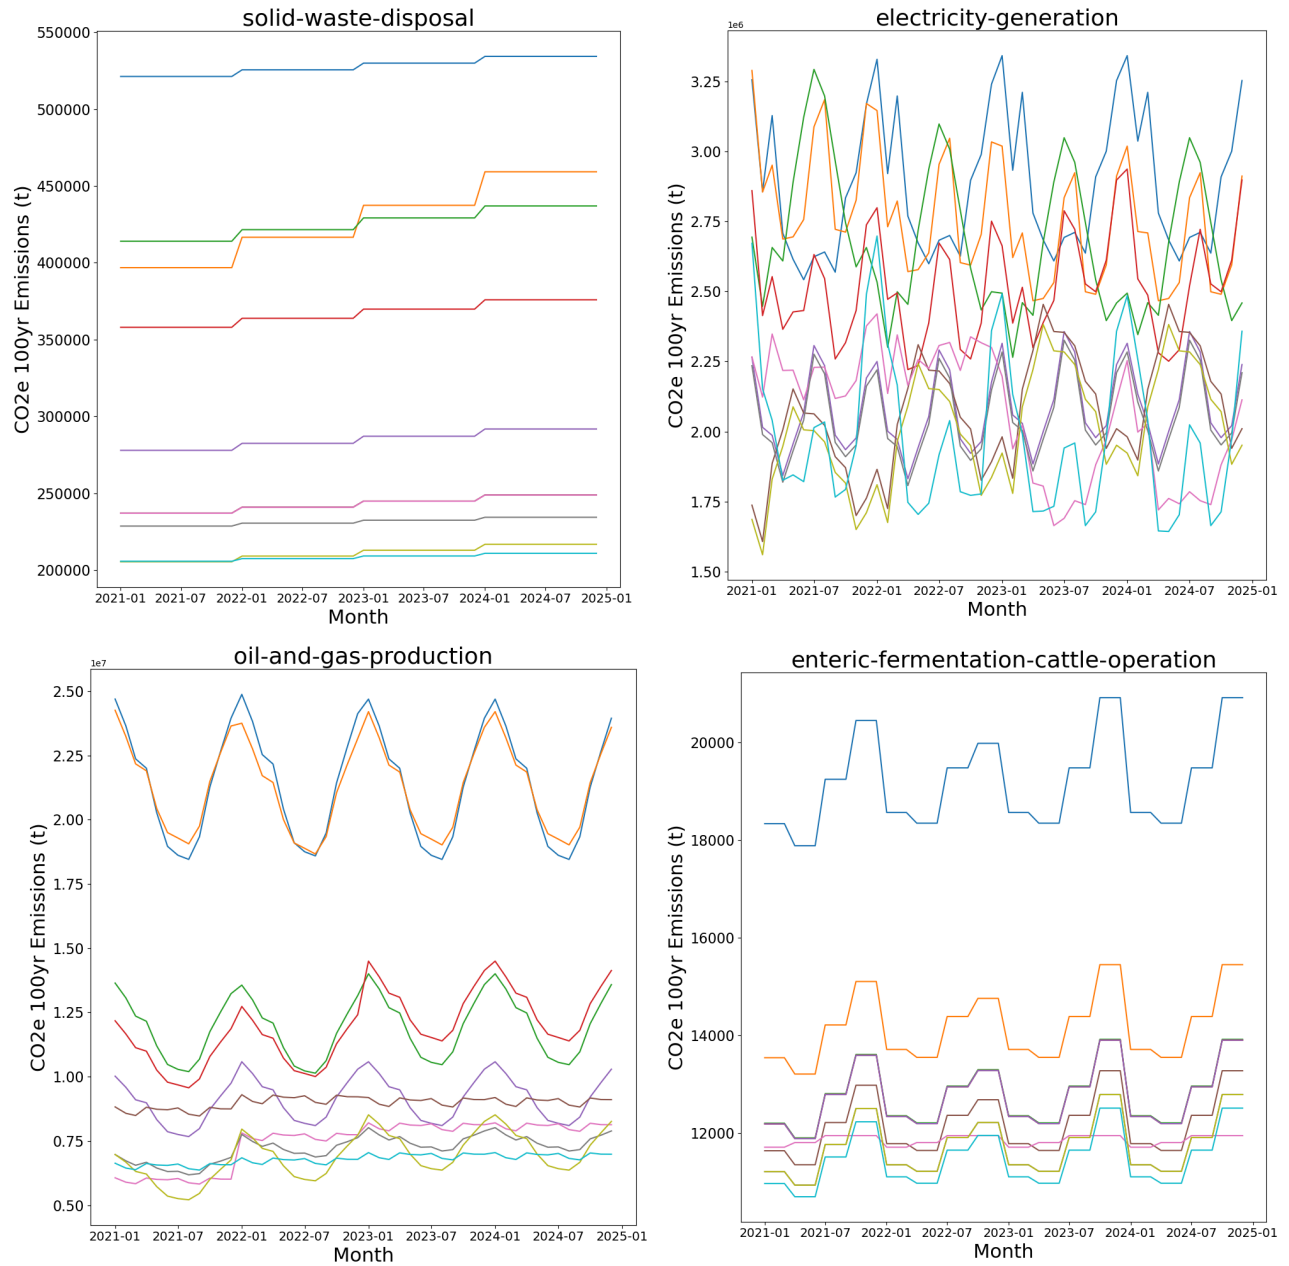 solid-waste-disposal
550000
500000
450000
400000
350000
300000
250000
200000
CO2e 100yr Emissions (t)
2021-01 2021-07 2022-01 2022-07 2023-01 2023-07 2024-01 2024-07 2025-01
Month
electricity-generation
1e6
3.25
3.00
2.75
2.50
2.25
2.00
1.75
1.50
CO2e 100yr Emissions (t)
2021-01 2021-07 2022-01 2022-07 2023-01 2023-07 2024-01 2024-07 2025-01
Month
oil-and-gas-production
1e7
2.50
2.25
2.00
1.75
1.50
1.25
1.00
0.75
0.50
CO2e 100yr Emissions (t)
2021-01 2021-07 2022-01 2022-07 2023-01 2023-07 2024-01 2024-07 2025-01
Month
enteric-fermentation-cattle-operation
20000
18000
16000
14000
12000
CO2e 100yr Emissions (t)
2021-01 2021-07 2022-01 2022-07 2023-01 2023-07 2024-01 2024-07 2025-01
Month